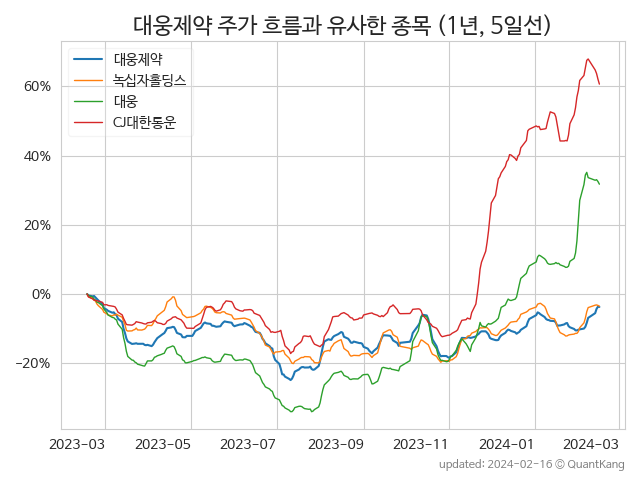 대웅제약 주가 흐름과 유사한 종목 (1년, 5일선)
대웅제약
녹십자홀딩스
대웅
CJ대한통운
60%
40%
20%
0%
−20%
2023-03 2023-05 2023-07 2023-09 2023-11 2024-01 2024-03
updated: 2024-02-16 © QuantKang